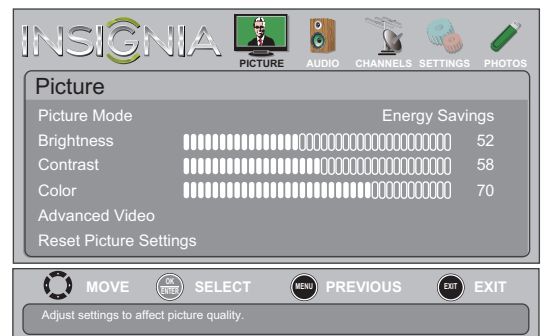 INSIGNIA
PICTURE AUDIO CHANNELS SETTINGS PHOTOS
Picture
Picture Mode Energy Savings
Brightness 52
Contrast 58
Color 70
Advanced Video
Reset Picture Settings
MOVE OK ENTER SELECT MENU PREVIOUS EXIT EXIT
Adjust settings to affect picture quality.